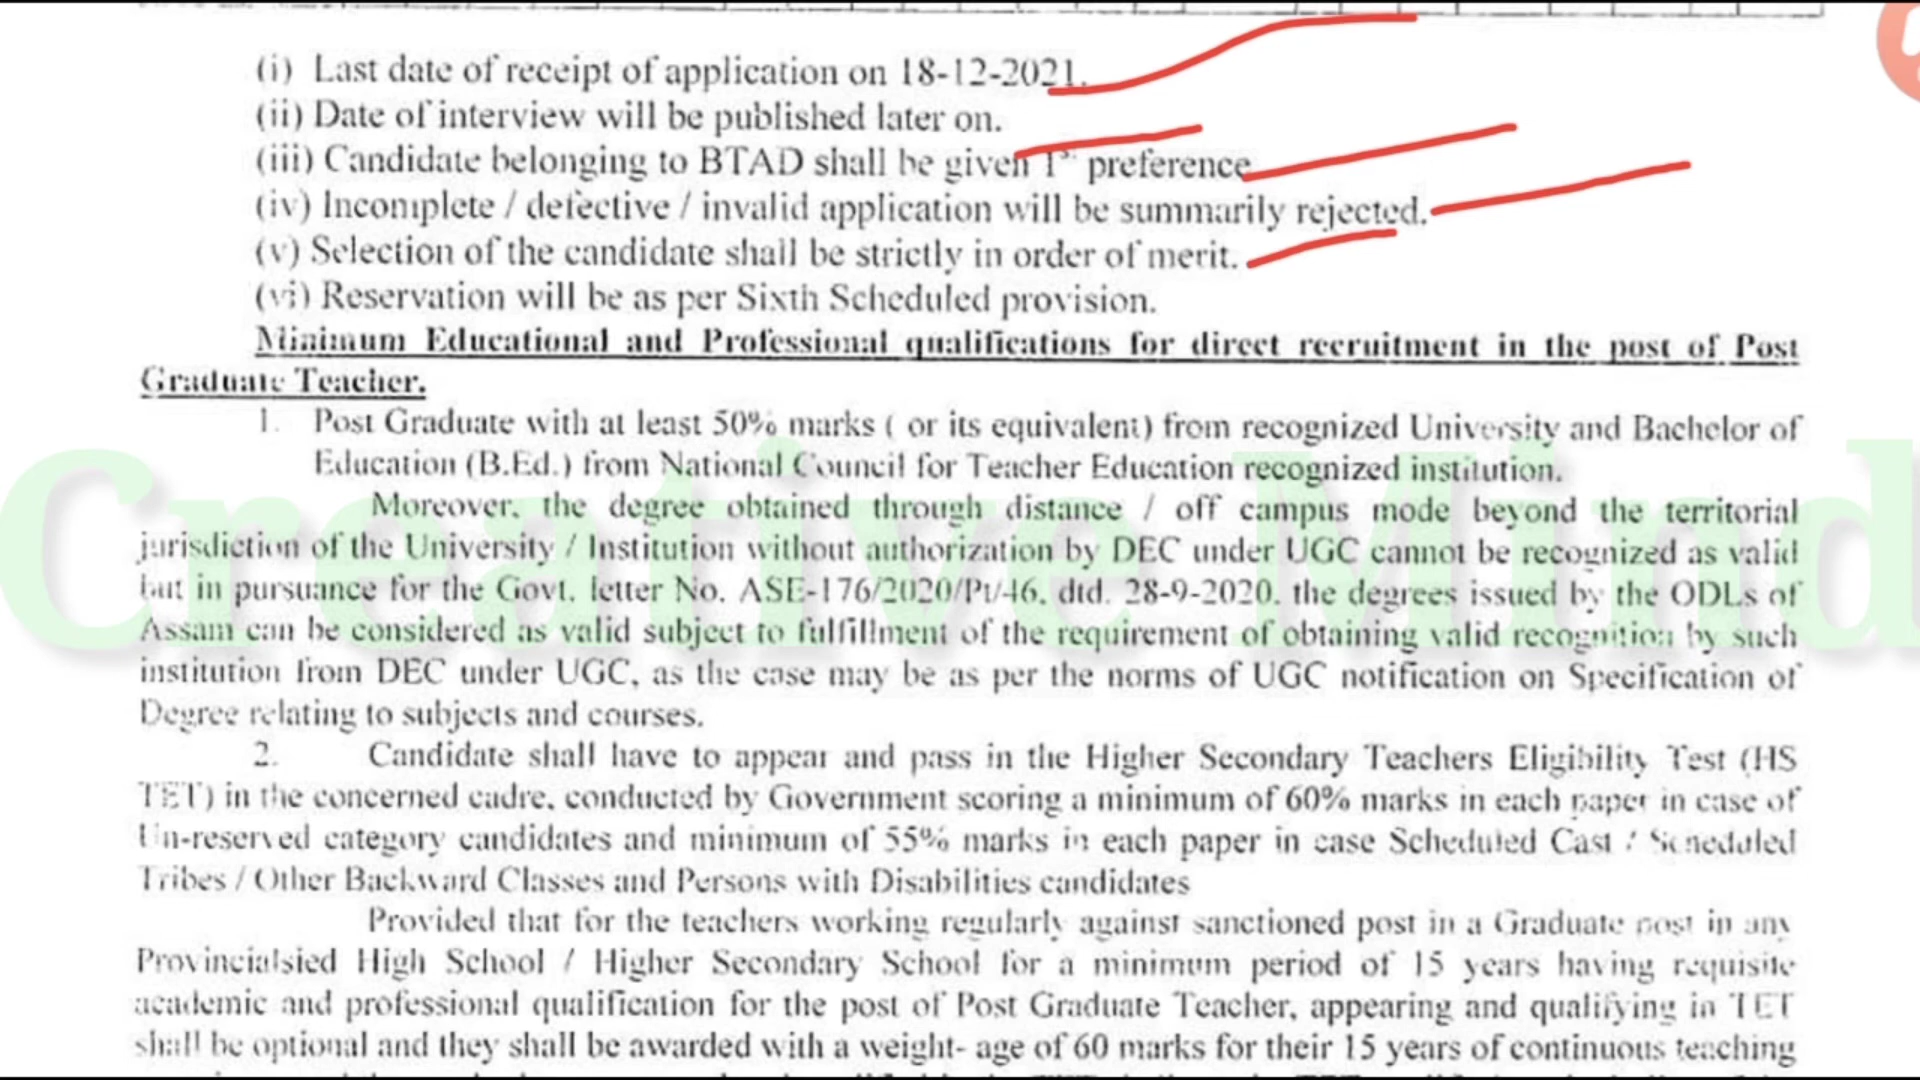 (i) Last date of receipt of application on 18-12-2021.
(ii) Date of interview will be published later on.
(iii) Candidate belonging to BTAD shall be given 1st preference
(iv) Incomplete / defective / invalid application will be summarily rejected.
(v) Selection of the candidate shall be strictly in order of merit.
(vi) Reservation will be as per Sixth Scheduled provision.
Minimum Educational and Professional qualifications for direct recruitment in the post of Post
Graduate Teacher.
1. Post Graduate with at least 50% marks ( or its equivalent) from recognized University and Bachelor of
Education (B.Ed.) from National Council for Teacher Education recognized institution.
Moreover, the degree obtained through distance / off campus mode beyond the territorial
jurisdiction of the University / Institution without authorization by DEC under UGC cannot be recognized as valid
but in pursuance for the Govt. letter No. ASE-176/2020/Pt/46, dtd. 28-9-2020, the degrees issued by the ODLs of
Assam can be considered as valid subject to fulfillment of the requirement of obtaining valid recognition by such
institution from DEC under UGC, as the case may be as per the norms of UGC notification on Specification of
Degree relating to subjects and courses.
2. Candidate shall have to appear and pass in the Higher Secondary Teachers Eligibility Test (HS
TET) in the concerned cadre, conducted by Government scoring a minimum of 60% marks in each paper in case of
Un-reserved category candidates and minimum of 55% marks in each paper in case Scheduled Cast / Scheduled
Tribes / Other Backward Classes and Persons with Disabilities candidates
Provided that for the teachers working regularly against sanctioned post in a Graduate post in any
Provincialsied High School / Higher Secondary School for a minimum period of 15 years having requisite
academic and professional qualification for the post of Post Graduate Teacher, appearing and qualifying in TET
shall be optional and they shall be awarded with a weight- age of 60 marks for their 15 years of continuous teaching
Creative Mind